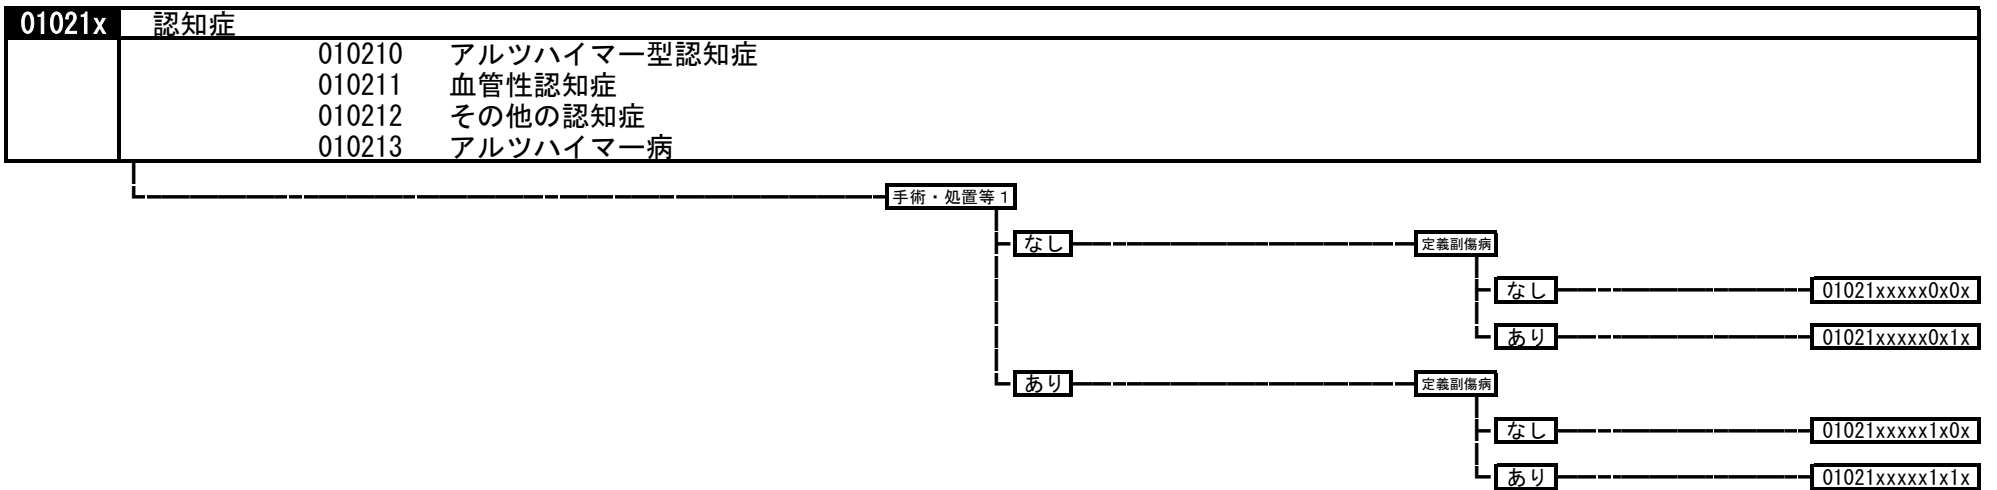 01021x 認知症
010210 アルツハイマー型認知症
010211 血管性認知症
010212 その他の認知症
010213 アルツハイマー病
手術・処置等1
なし 定義副傷病
なし 01021xxxxx0x0x
あり 01021xxxxx0x1x
あり 定義副傷病
なし 01021xxxxx1x0x
あり 01021xxxxx1x1x